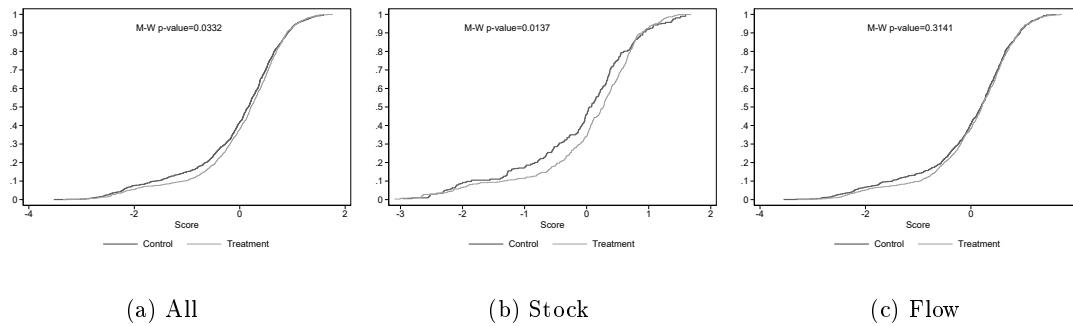 M-W p-value=0.0332
1
.9
.8
.7
.6
.5
.4
.3
.2
.1
0
-4 -2 0 2
Score
Control Treatment
(a) All
M-W p-value=0.0137
1
.9
.8
.7
.6
.5
.4
.3
.2
.1
0
-3 -2 -1 0 1 2
Score
Control Treatment
(b) Stock
M-W p-value=0.3141
1
.9
.8
.7
.6
.5
.4
.3
.2
.1
0
-4 -2 0
Score
Control Treatment
(c) Flow